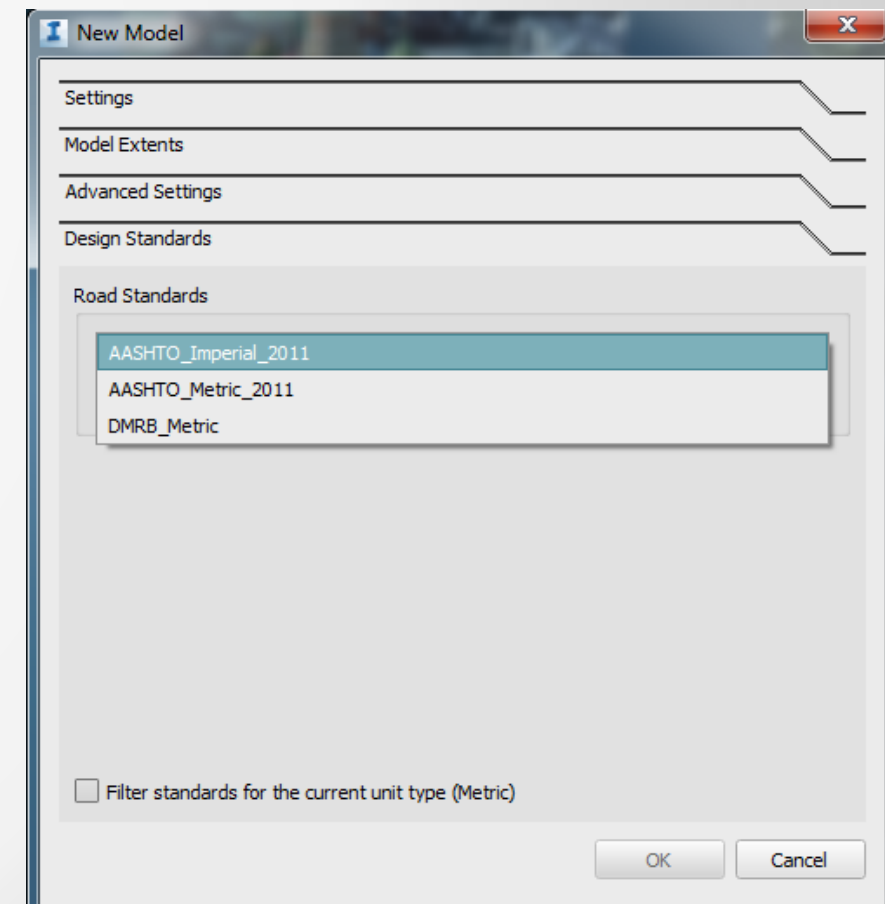 New Model
Settings
Model Extents
Advanced Settings
Design Standards
Road Standards
AASHTO_Imperial_2011
AASHTO_Metric_2011
DMRB_Metric
Filter standards for the current unit type (Metric)
OK Cancel